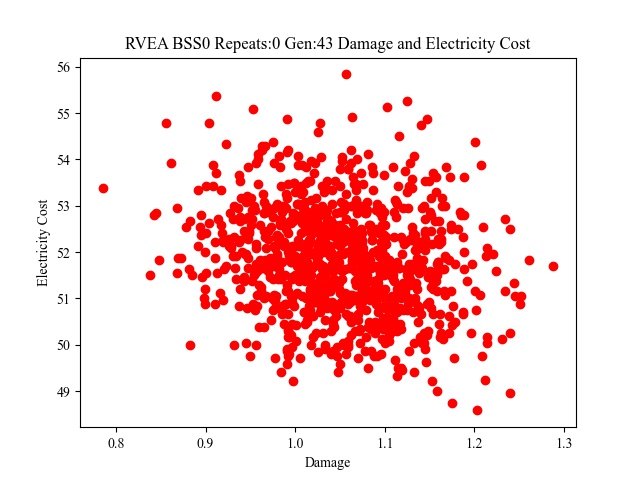 RVEA BSS0 Repeats:0 Gen:43 Damage and Electricity Cost
56
55
54
53
52
51
50
49
Electricity Cost
0.8 0.9 1.0 1.1 1.2 1.3
Damage